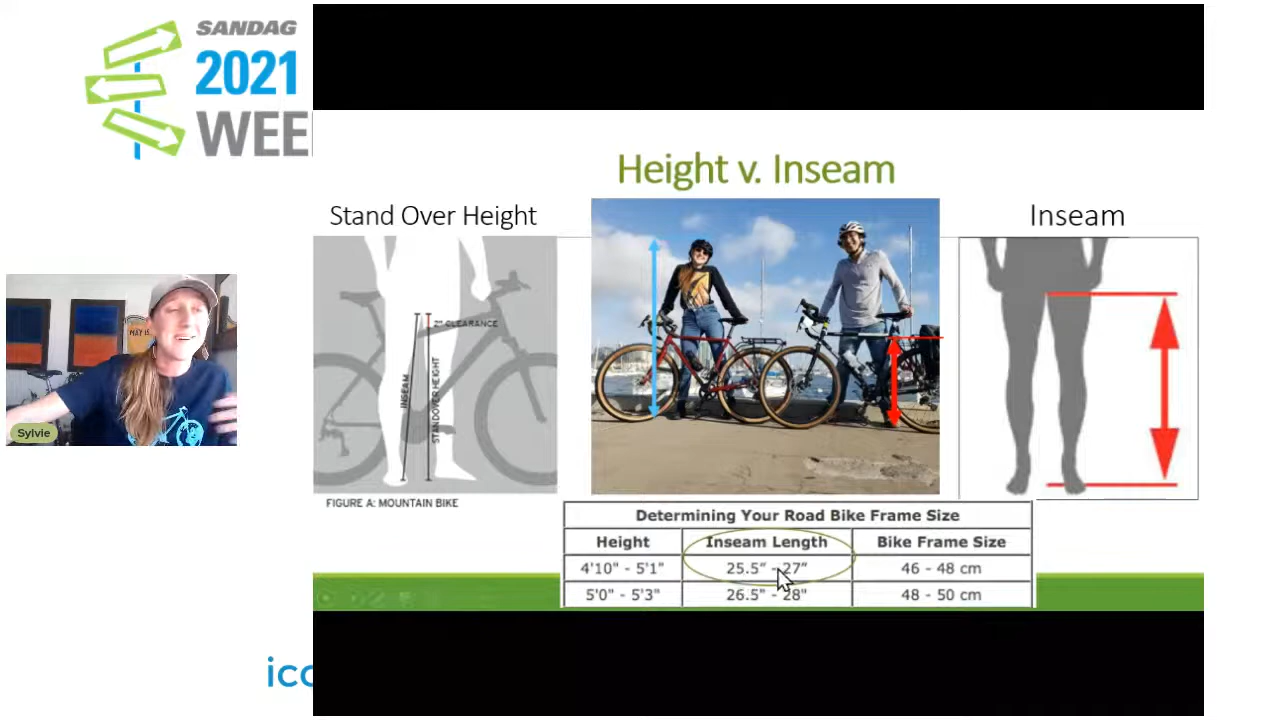 SANDAG
2021
WEE
Height v. Inseam
Stand Over Height
Inseam
2" CLEARANCE
INSEAM
STANDOVER HEIGHT
Sylvie
FIGURE A: MOUNTAIN BIKE
Determining Your Road Bike Frame Size
Height Inseam Length Bike Frame Size
4'10" - 5'1" 25.5" - 27" 46 - 48 cm
5'0" - 5'3" 26.5" - 28" 48 - 50 cm